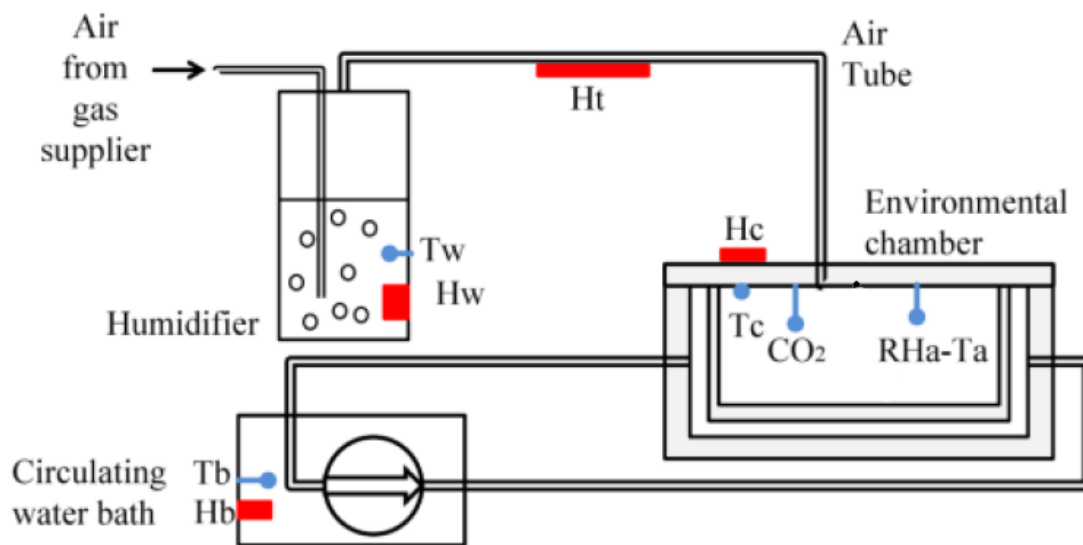 Air
from
gas
supplier
Ht
Air
Tube
Tw
Hw
Humidifier
Environmental
chamber
Hc
Tc
CO₂
RHa-Ta
Circulating
water bath
Tb
Hb